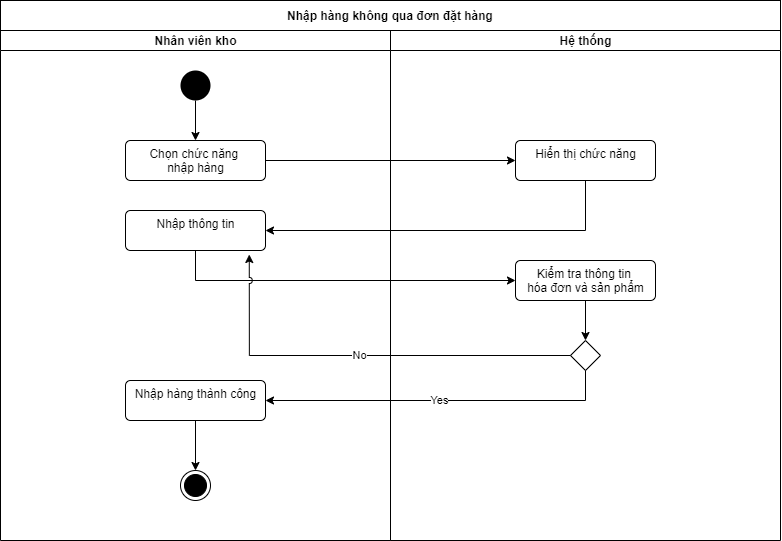 Nhập hàng không qua đơn đặt hàng
Nhân viên kho
Hệ thống
Chọn chức năng
nhập hàng
Hiển thị chức năng
Nhập thông tin
Kiểm tra thông tin
hóa đơn và sản phẩm
No
Nhập hàng thành công
Yes